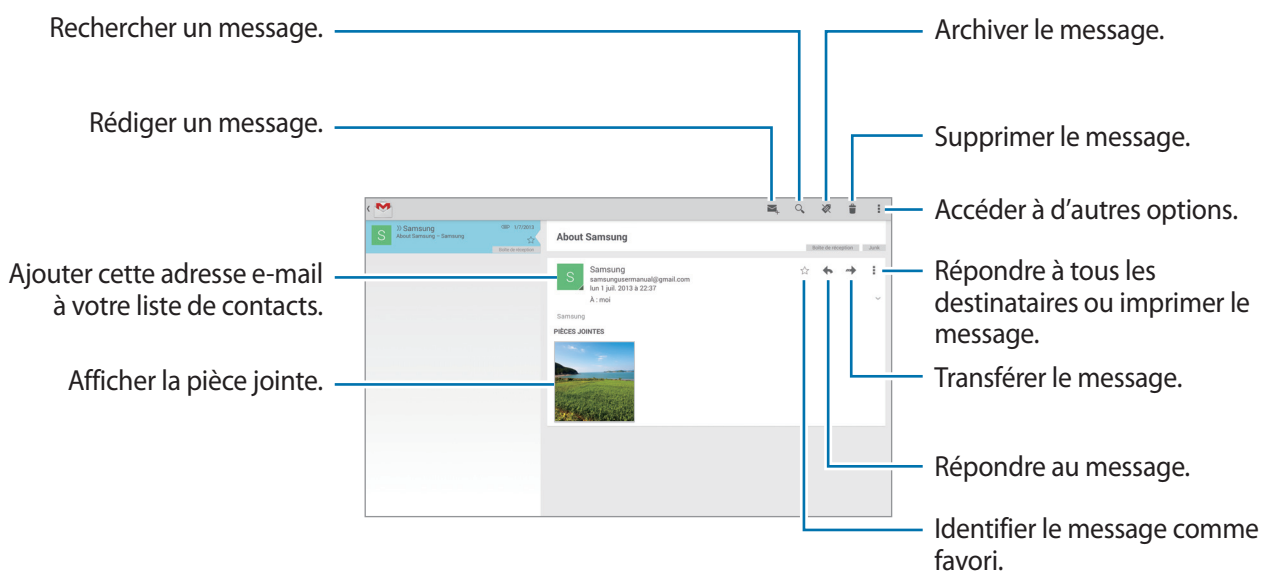 Rechercher un message.
Rédiger un message.
Ajouter cette adresse e-mail
à votre liste de contacts.
Afficher la pièce jointe.
Samsung
1/7/2013
About Samsung – Samsung
Boîte de réception
S
About Samsung
Boîte de réception
Junk
S
Samsung
samsungusermanuel@gmail.com
lun 1 juil. 2013 à 22:37
À : moi
Samsung
PIÈCES JOINTES
Archiver le message.
Supprimer le message.
Accéder à d'autres options.
Répondre à tous les
destinataires ou imprimer le
message.
Transférer le message.
Répondre au message.
Identifier le message comme
favori.